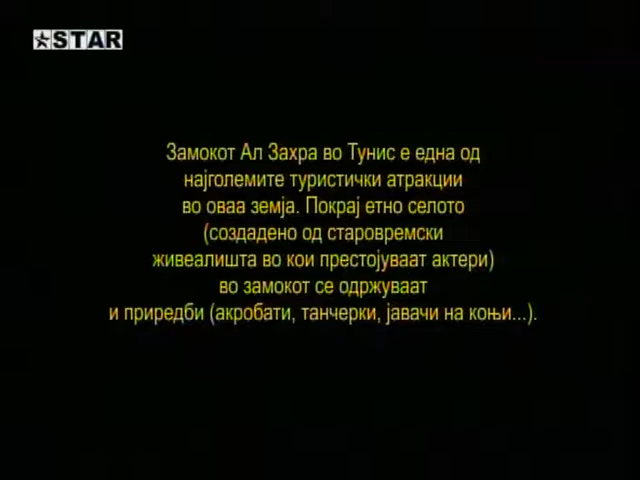 STAR
Замокот Ал Захра во Тунис е една од
најголемите туристички атракции
во оваа земја. Покрај етно селото
(создадено од старовремски
живеалишта во кои престојуваат актери)
во замокот се одржуваат
и приредби (акробати, танчерки, јавачи на коњи...).